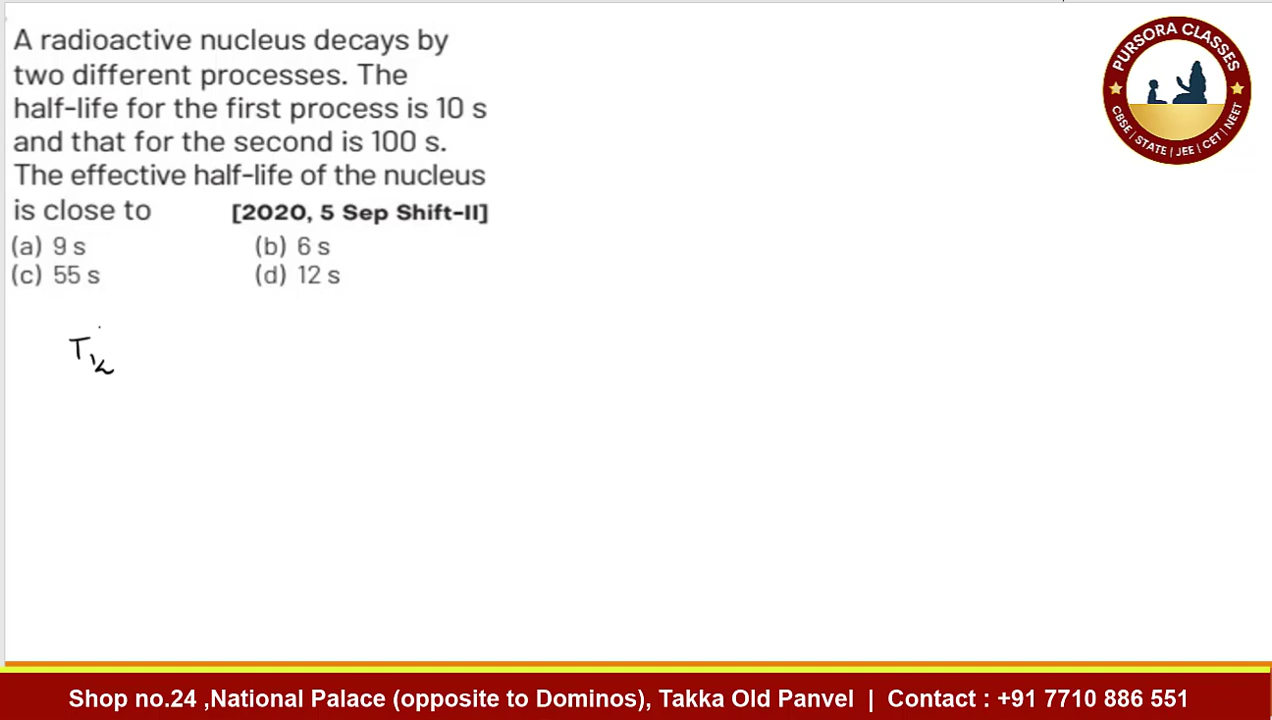 A radioactive nucleus decays by
two different processes. The
half-life for the first process is 10 s
and that for the second is 100 s.
The effective half-life of the nucleus
is close to [2020, 5 Sep Shift-II]
(a) 9 s (b) 6 s
(c) 55 s (d) 12 s
T½
PURSORA CLASSES
CBSE | STATE | JEE | CET | NEET
Shop no.24 ,National Palace (opposite to Dominos), Takka Old Panvel | Contact : +91 7710 886 551